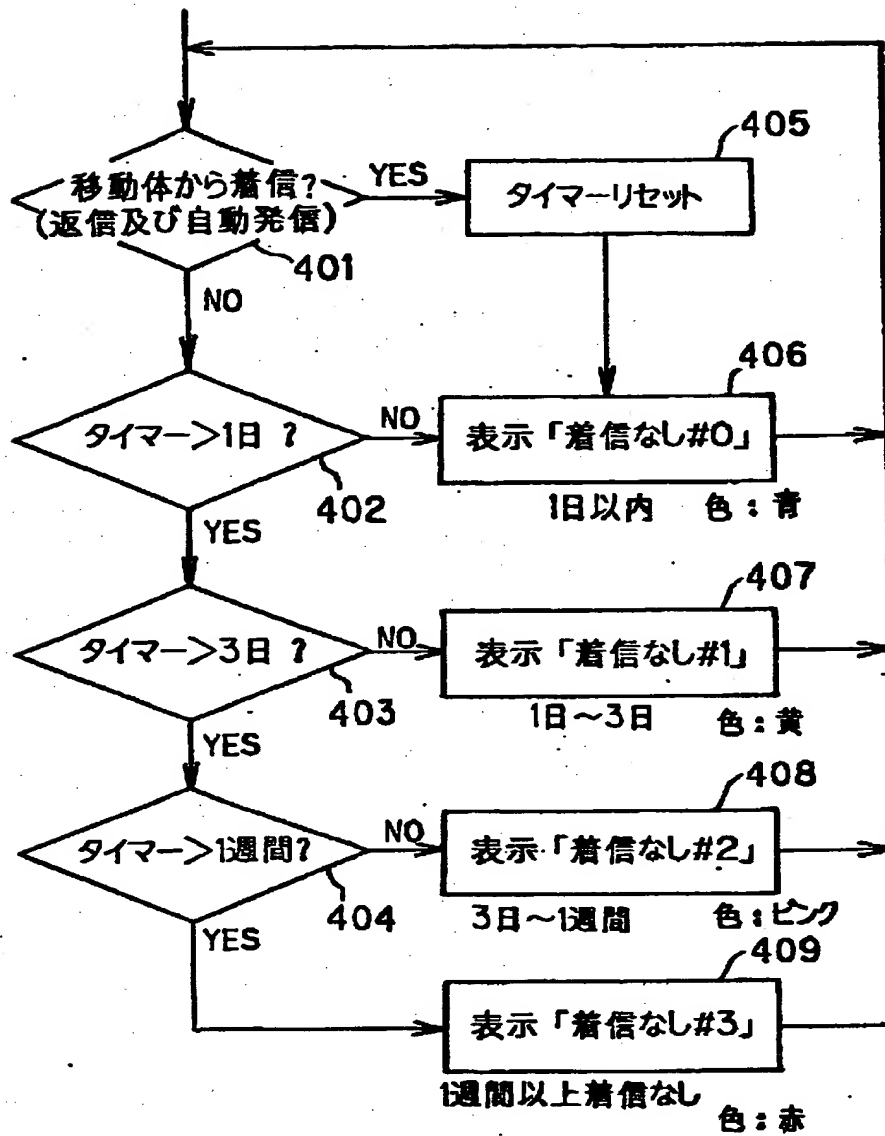 405
移動体から着信?
(返信及び自動発信)
YES
タイマーリセット
401
NO
406
タイマー>1日 ?
NO
表示「着信なし#0」
402
1日以内 色:青
YES
407
タイマー>3日 ?
NO
表示「着信なし#1」
403
1日～3日 色:黄
YES
408
タイマー>1週間?
NO
表示「着信なし#2」
404
3日～1週間 色:ピンク
YES
409
表示「着信なし#3」
1週間以上着信なし
色:赤